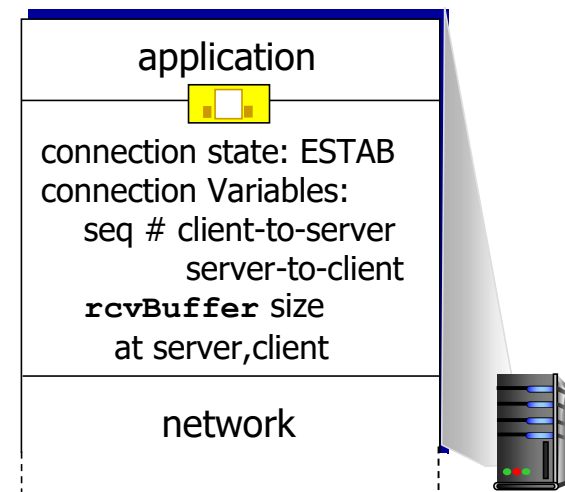 application
connection state: ESTAB
connection Variables:
seq # client-to-server
server-to-client
rcvBuffer size
at server,client
network